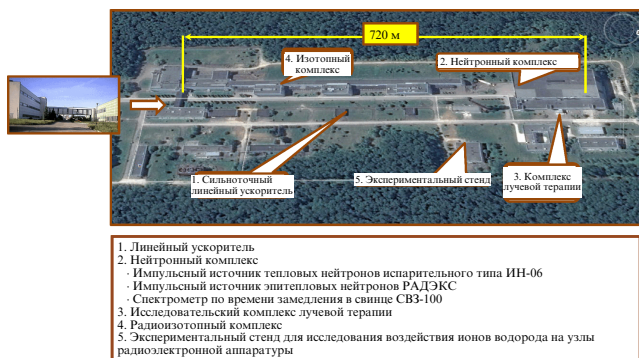 720 м
4. Изотопный
комплекс
2. Нейтронный комплекс
1. Сильноточный
линейный ускоритель
5. Экспериментальный стенд
3. Комплекс
лучевой терапии
1. Линейный ускоритель
2. Нейтронный комплекс
· Импульсный источник тепловых нейтронов испарительного типа ИН-06
· Импульсный источник эпитепловых нейтронов РАДЭКС
· Спектрометр по времени замедления в свинце СВЗ-100
3. Исследовательский комплекс лучевой терапии
4. Радиоизотопный комплекс
5. Экспериментальный стенд для исследования воздействия ионов водорода на узлы
радиоэлектронной аппаратуры